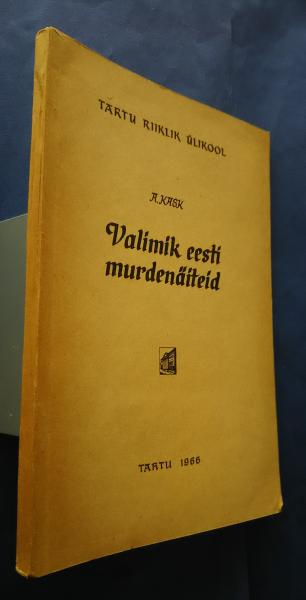 TARTU RIIKLIK ÜLIKOOL
A. KASK
Valimik eesti
murdenäiteid
TARTU 1966